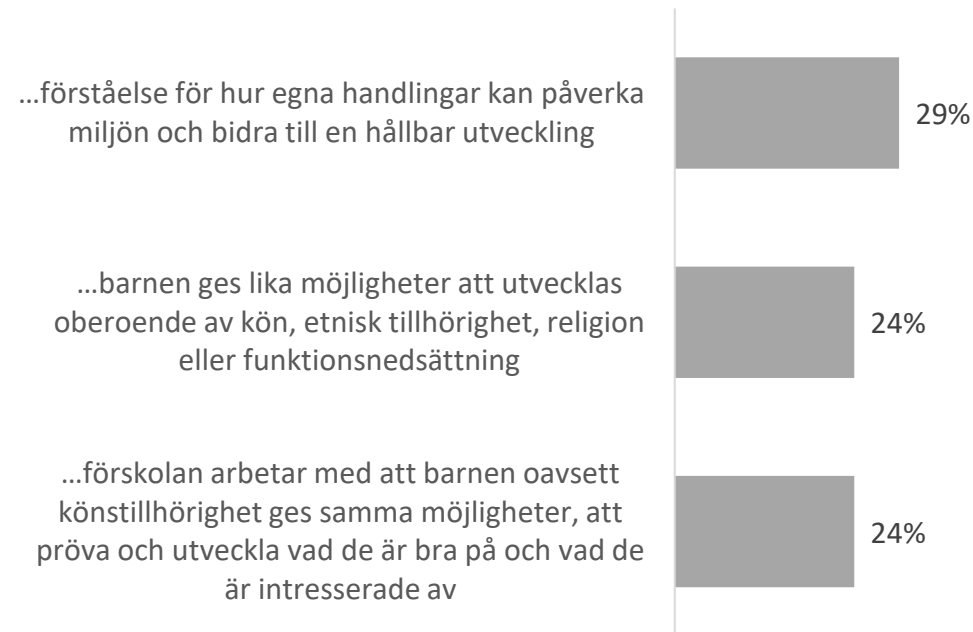 ...förståelse för hur egna handlingar kan påverka
miljön och bidra till en hållbar utveckling
29%
...barnen ges lika möjligheter att utvecklas
oberoende av kön, etnisk tillhörighet, religion
eller funktionsnedsättning
24%
...förskolan arbetar med att barnen oavsett
könstillhörighet ges samma möjligheter, att
pröva och utveckla vad de är bra på och vad de
är intresserade av
24%